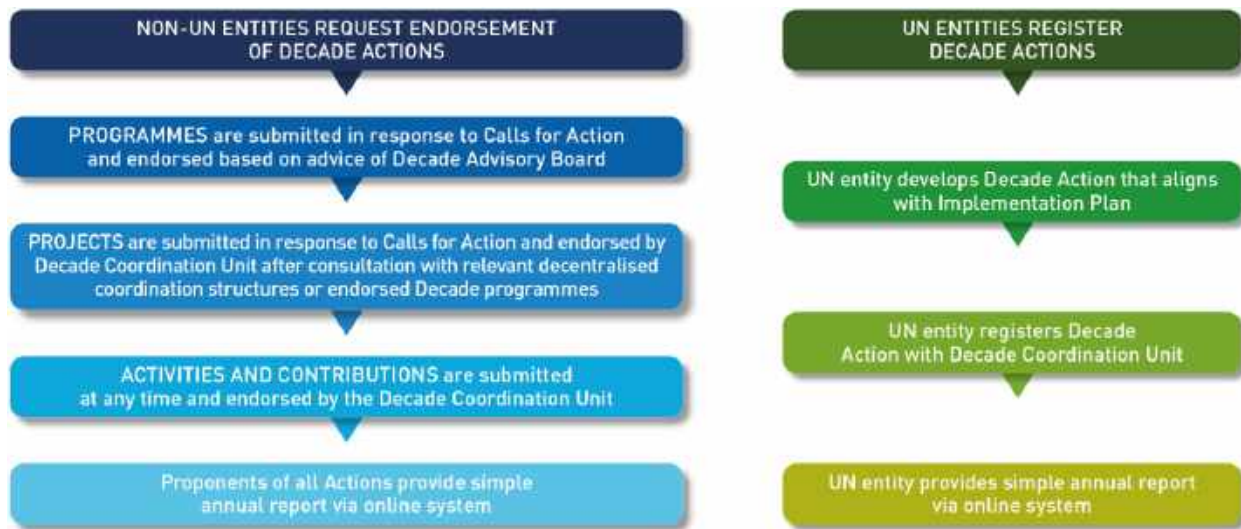 NON-UN ENTITIES REQUEST ENDORSEMENT
OF DECADE ACTIONS
PROGRAMMES are submitted in response to Calls for Action
and endorsed based on advice of Decade Advisory Board
PROJECTS are submitted in response to Calls for Action and endorsed by
Decade Coordination Unit after consultation with relevant decentralised
coordination structures or endorsed Decade programmes
ACTIVITIES AND CONTRIBUTIONS are submitted
at any time and endorsed by the Decade Coordination Unit
Proponents of all Actions provide simple
annual report via online system
UN ENTITIES REGISTER
DECADE ACTIONS
UN entity develops Decade Action that aligns
with Implementation Plan
UN entity registers Decade
Action with Decade Coordination Unit
UN entity provides simple annual report
via online system